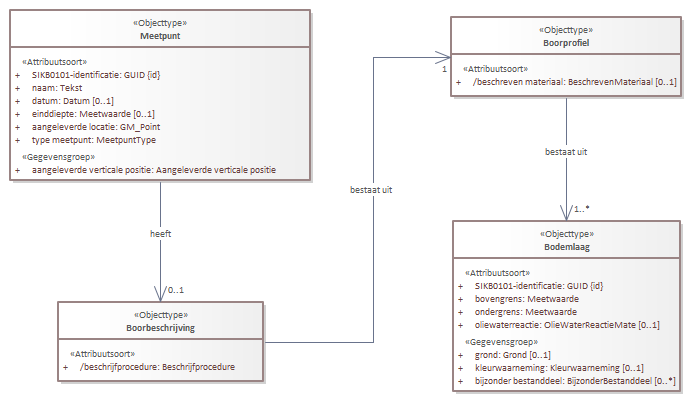 «Objecttype»
Meetpunt
«Attribuutsoort»
+ SIKB0101-identificatie: GUID {id}
+ naam: Tekst
+ datum: Datum [0..1]
+ einddiepte: Meetwaarde [0..1]
+ aangeleverde locatie: GM_Point
+ type meetpunt: MeetpuntType
«Gegevensgroep»
+ aangeleverde verticale positie: Aangeleverde verticale positie
heeft
0..1
«Objecttype»
Boorbeschrijving
«Attribuutsoort»
+ /beschrijfprocedure: Beschrijfprocedure
bestaat uit
1
«Objecttype»
Boorprofiel
«Attribuutsoort»
+ /beschreven materiaal: BeschrevenMateriaal [0..1]
bestaat uit
1..*
«Objecttype»
Bodemlaag
«Attribuutsoort»
+ SIKB0101-identificatie: GUID {id}
+ bovengrens: Meetwaarde
+ ondergrens: Meetwaarde
+ oliewaterreactie: OlieWaterReactieMate [0..1]
«Gegevensgroep»
+ grond: Grond [0..1]
+ kleurwaarneming: Kleurwaarneming [0..1]
+ bijzonder bestanddeel: BijzonderBestanddeel [0..*]